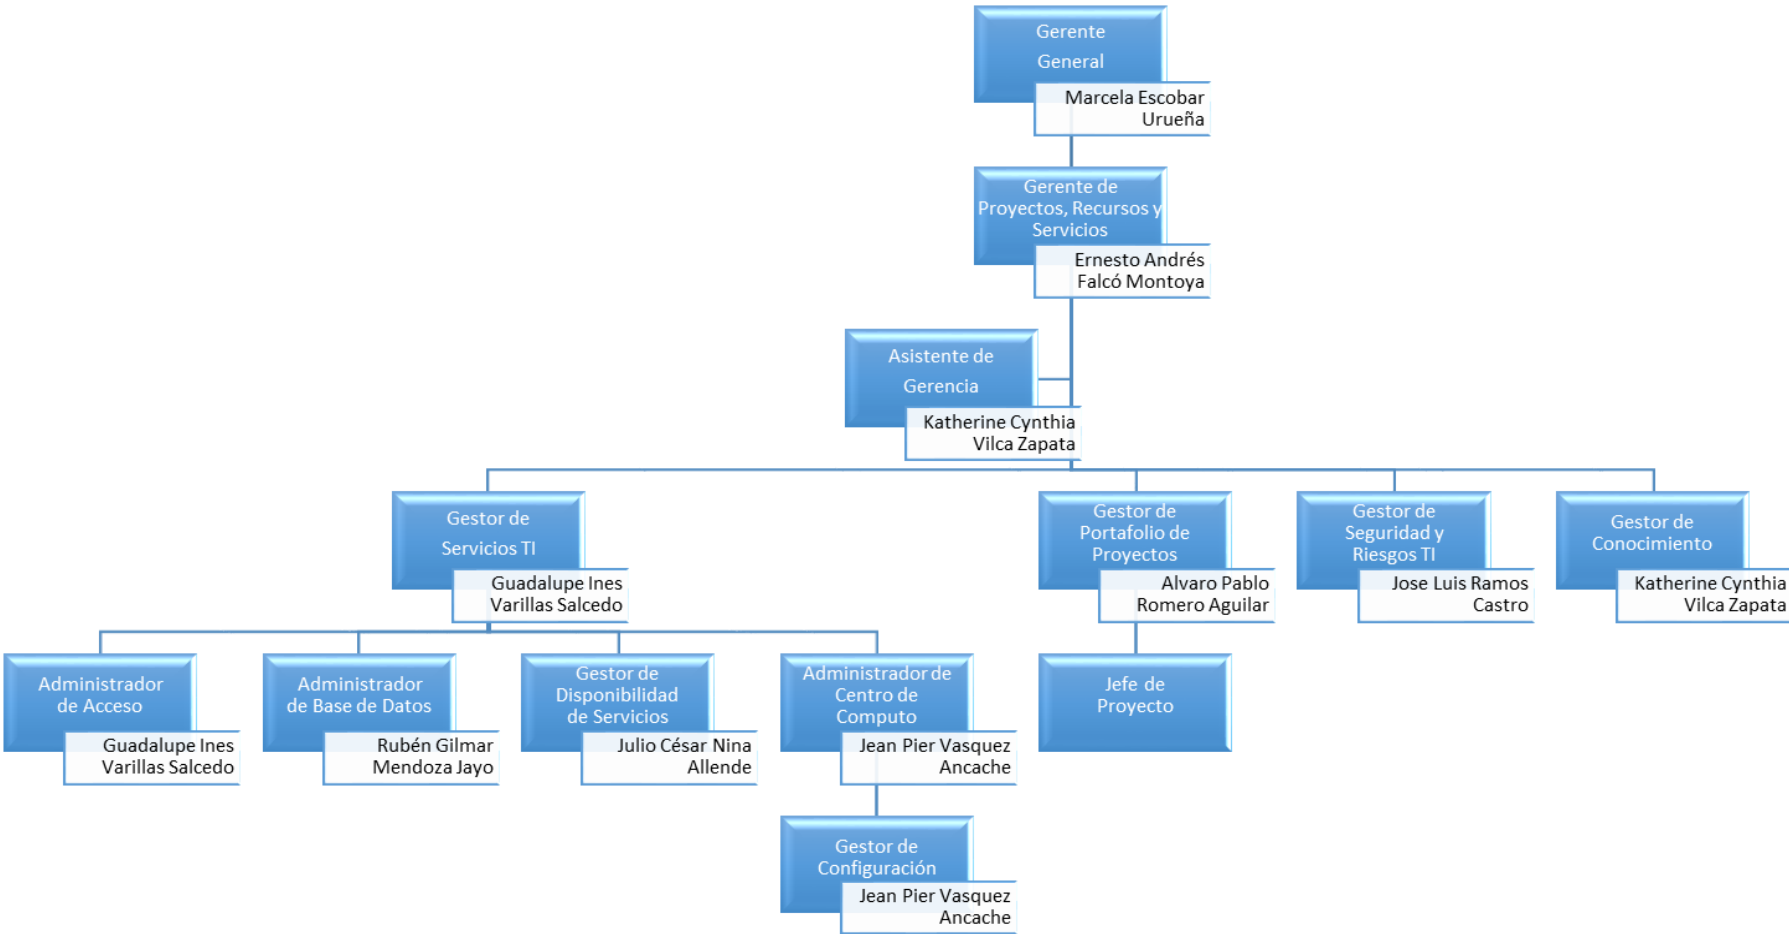 Gerente
General
Marcela Escobar
Urueña
Gerente de
Proyectos, Recursos y
Servicios
Ernesto Andrés
Falcó Montoya
Asistente de
Gerencia
Katherine Cynthia
Vilca Zapata
Gestor de
Servicios TI
Guadalupe Ines
Varillas Salcedo
Gestor de
Portafolio de
Proyectos
Alvaro Pablo
Romero Aguilar
Gestor de
Seguridad y
Riesgos TI
Jose Luis Ramos
Castro
Gestor de
Conocimiento
Katherine Cynthia
Vilca Zapata
Administrador
de Acceso
Guadalupe Ines
Varillas Salcedo
Administrador
de Base de Datos
Rubén Gilmar
Mendoza Jayo
Gestor de
Disponibilidad
de Servicios
Julio César Nina
Allende
Administrador de
Centro de
Computo
Jean Pier Vasquez
Ancache
Jefe de
Proyecto
Gestor de
Configuración
Jean Pier Vasquez
Ancache